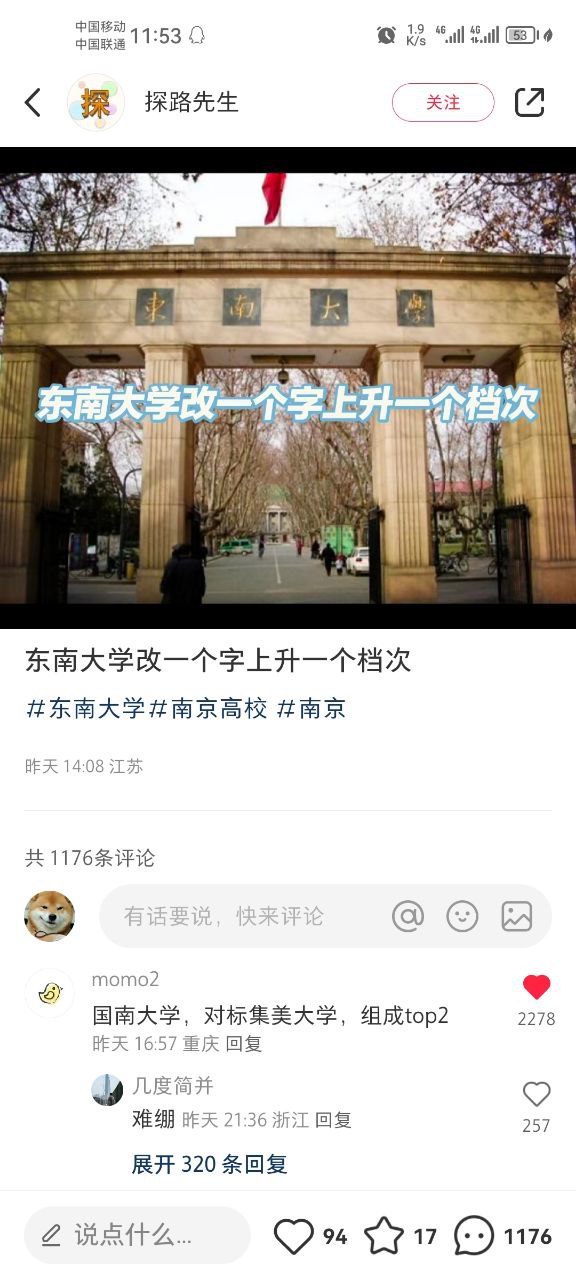 中国移动
中国联通
11:53
1.9
K/s
4G
4G
53
探
探路先生
关注
東南大學
东南大学改一个字上升一个档次
东南大学改一个字上升一个档次
#东南大学#南京高校 #南京
昨天 14:08 江苏
共 1176条评论
有话要说，快来评论
momo2
国南大学，对标集美大学，组成top2
2278
昨天 16:57 重庆 回复
几度简并
难绷 昨天 21:36 浙江 回复
257
展开 320 条回复
说点什么...
94
17
1176